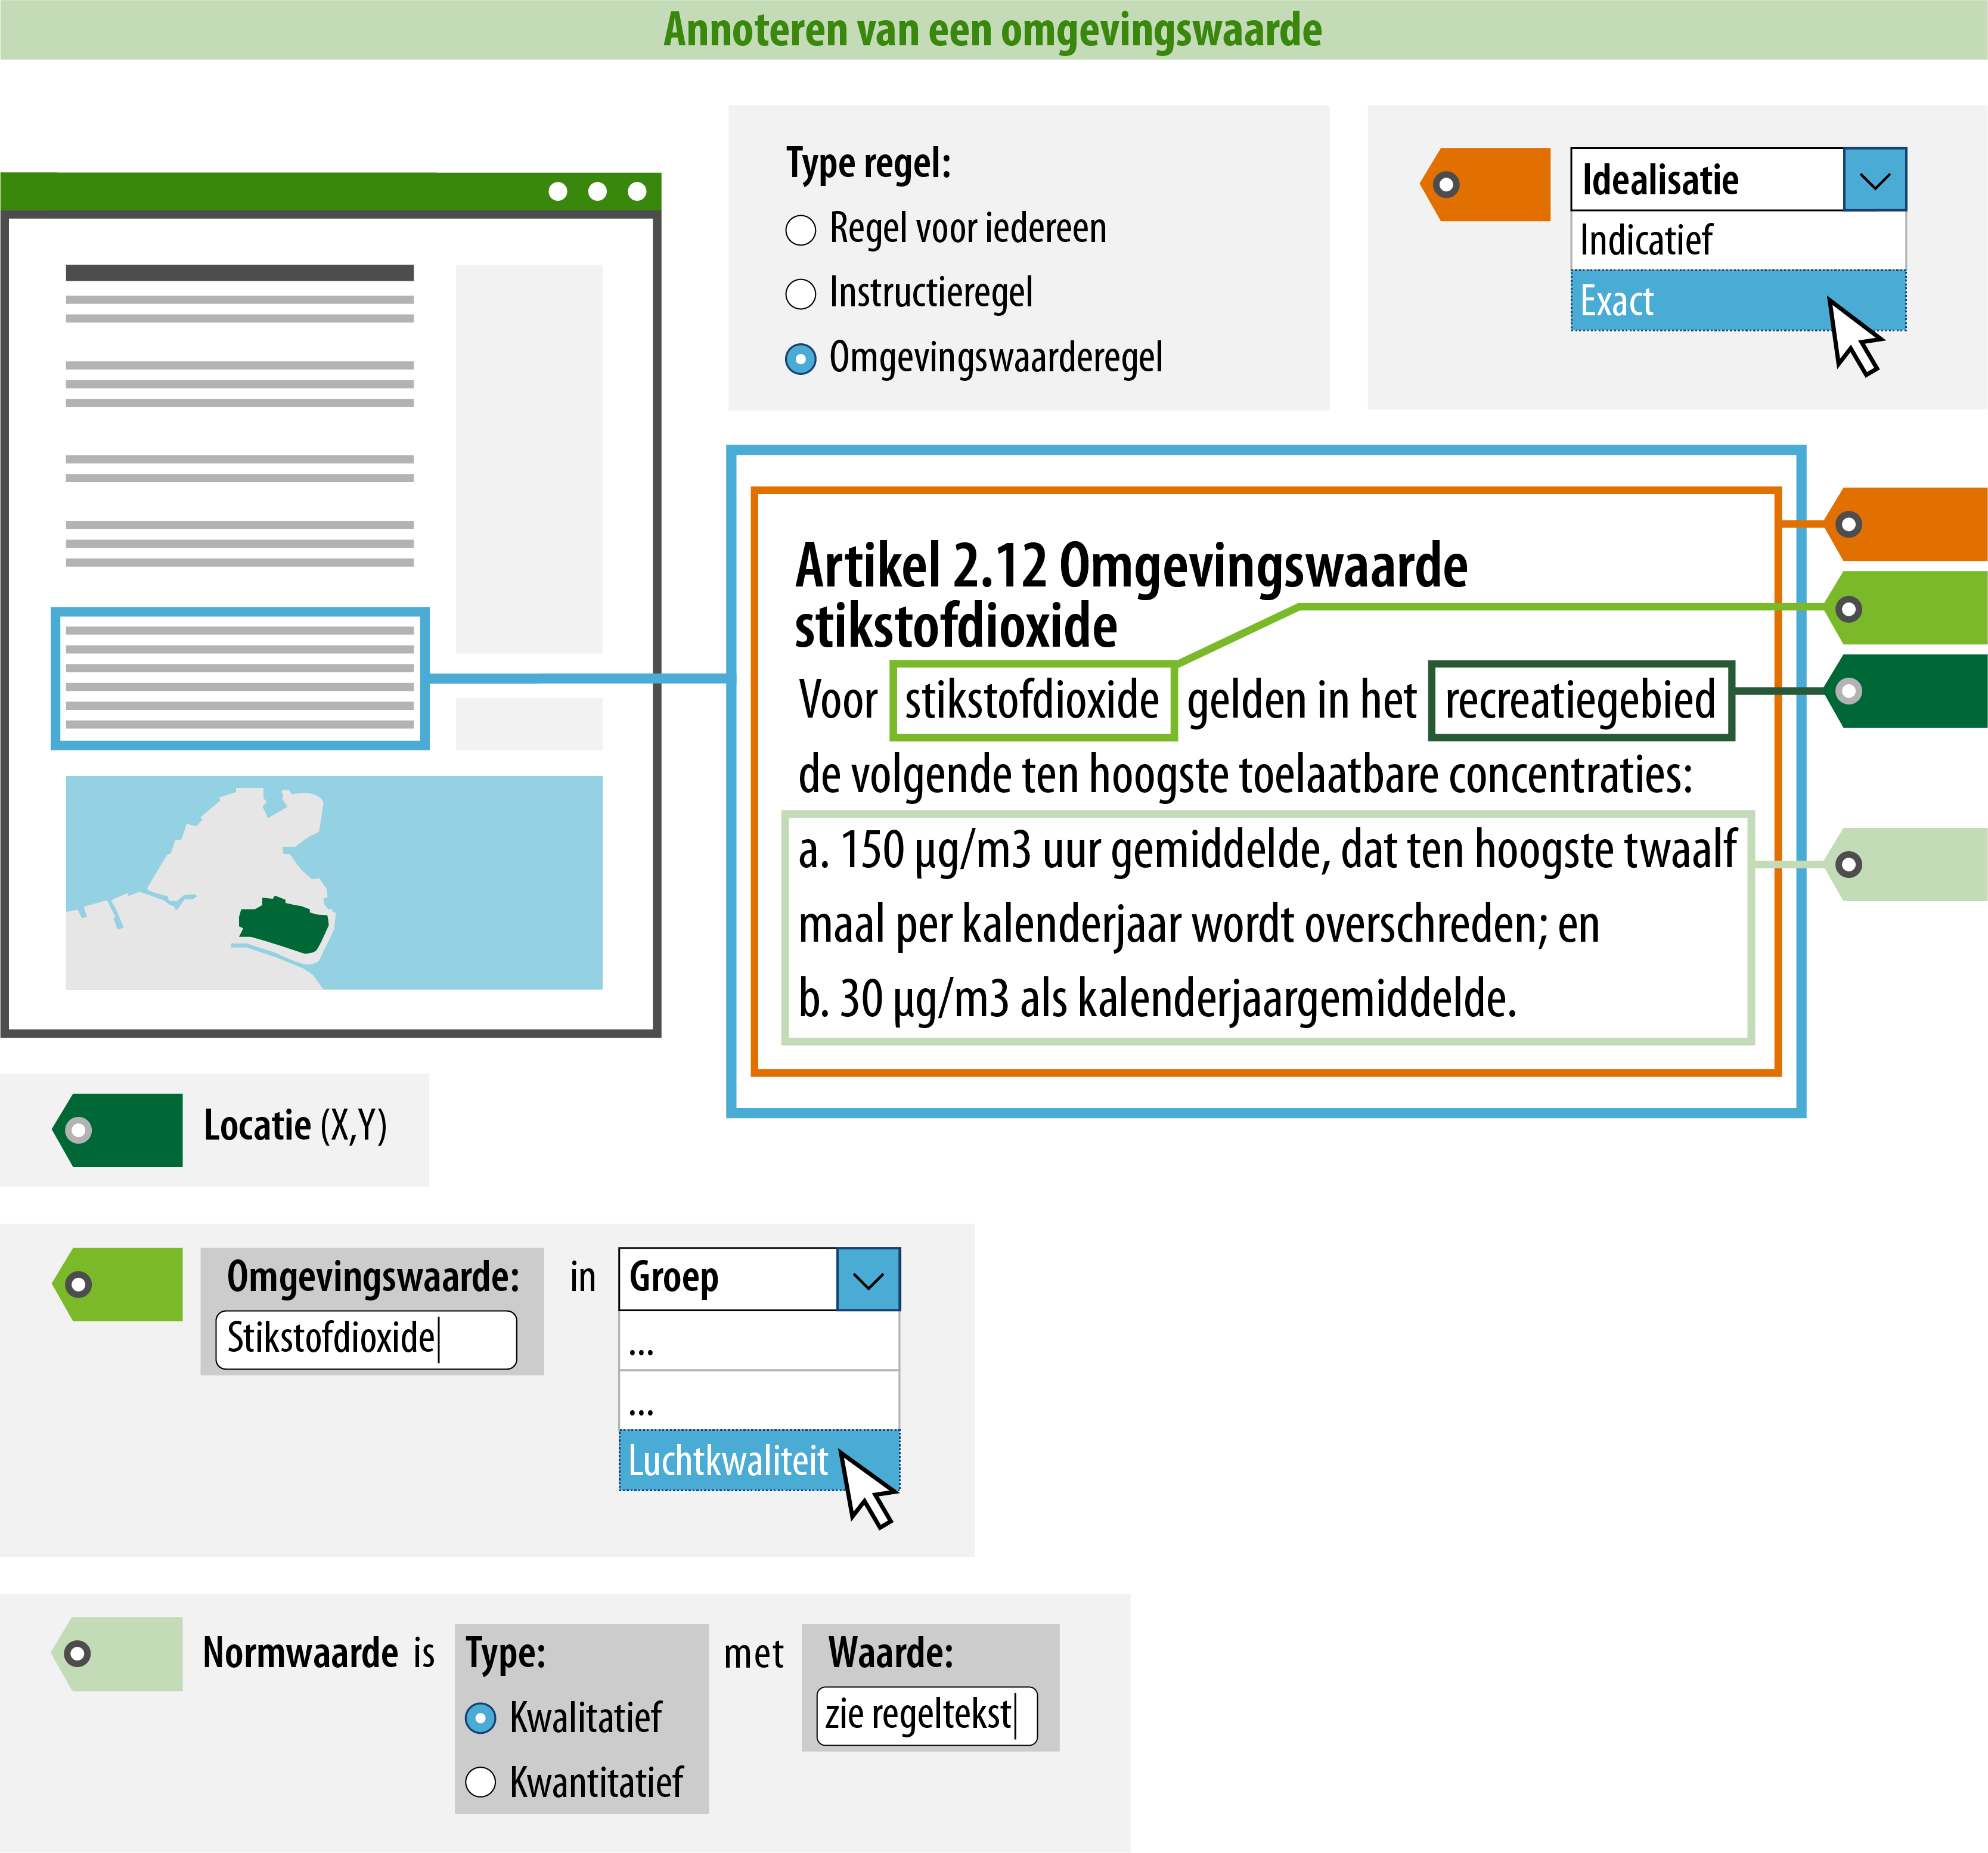 Annoteren van een omgevingswaarde
Type regel:
Regel voor iedereen
Instructieregel
Omgevingswaarderegel
Idealisatie
Indicatief
Exact
Artikel 2.12 Omgevingswaarde
stikstofdioxide
Voor stikstofdioxide gelden in het recreatiegebied
de volgende ten hoogste toelaatbare concentraties:
a. 150 µg/m3 uur gemiddelde, dat ten hoogste twaalf
maal per kalenderjaar wordt overschreden; en
b. 30 µg/m3 als kalenderjaargemiddelde.
Locatie (X,Y)
Omgevingswaarde: in Groep
Stikstofdioxide
...
...
Luchtkwaliteit
Normwaarde is Type: met Waarde:
Kwalitatief zie regeltekst
Kwantitatief